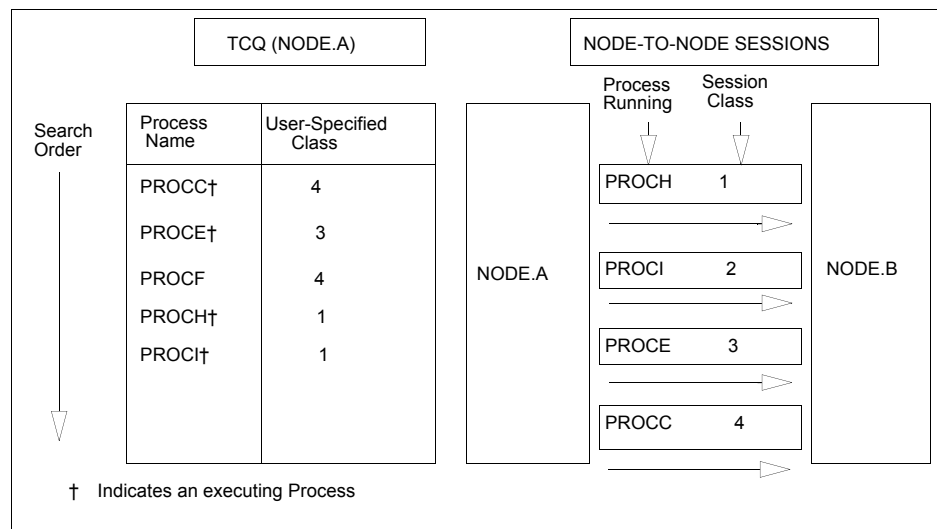 TCQ (NODE.A)
NODE-TO-NODE SESSIONS
Search
Order
Process
Name
User-Specified
Class
PROCC† 4
PROCE† 3
PROCF 4
PROCH† 1
PROCI† 1
Process
Running
Session
Class
NODE.A
PROCH 1
PROCI 2
PROCE 3
PROCC 4
NODE.B
† Indicates an executing Process